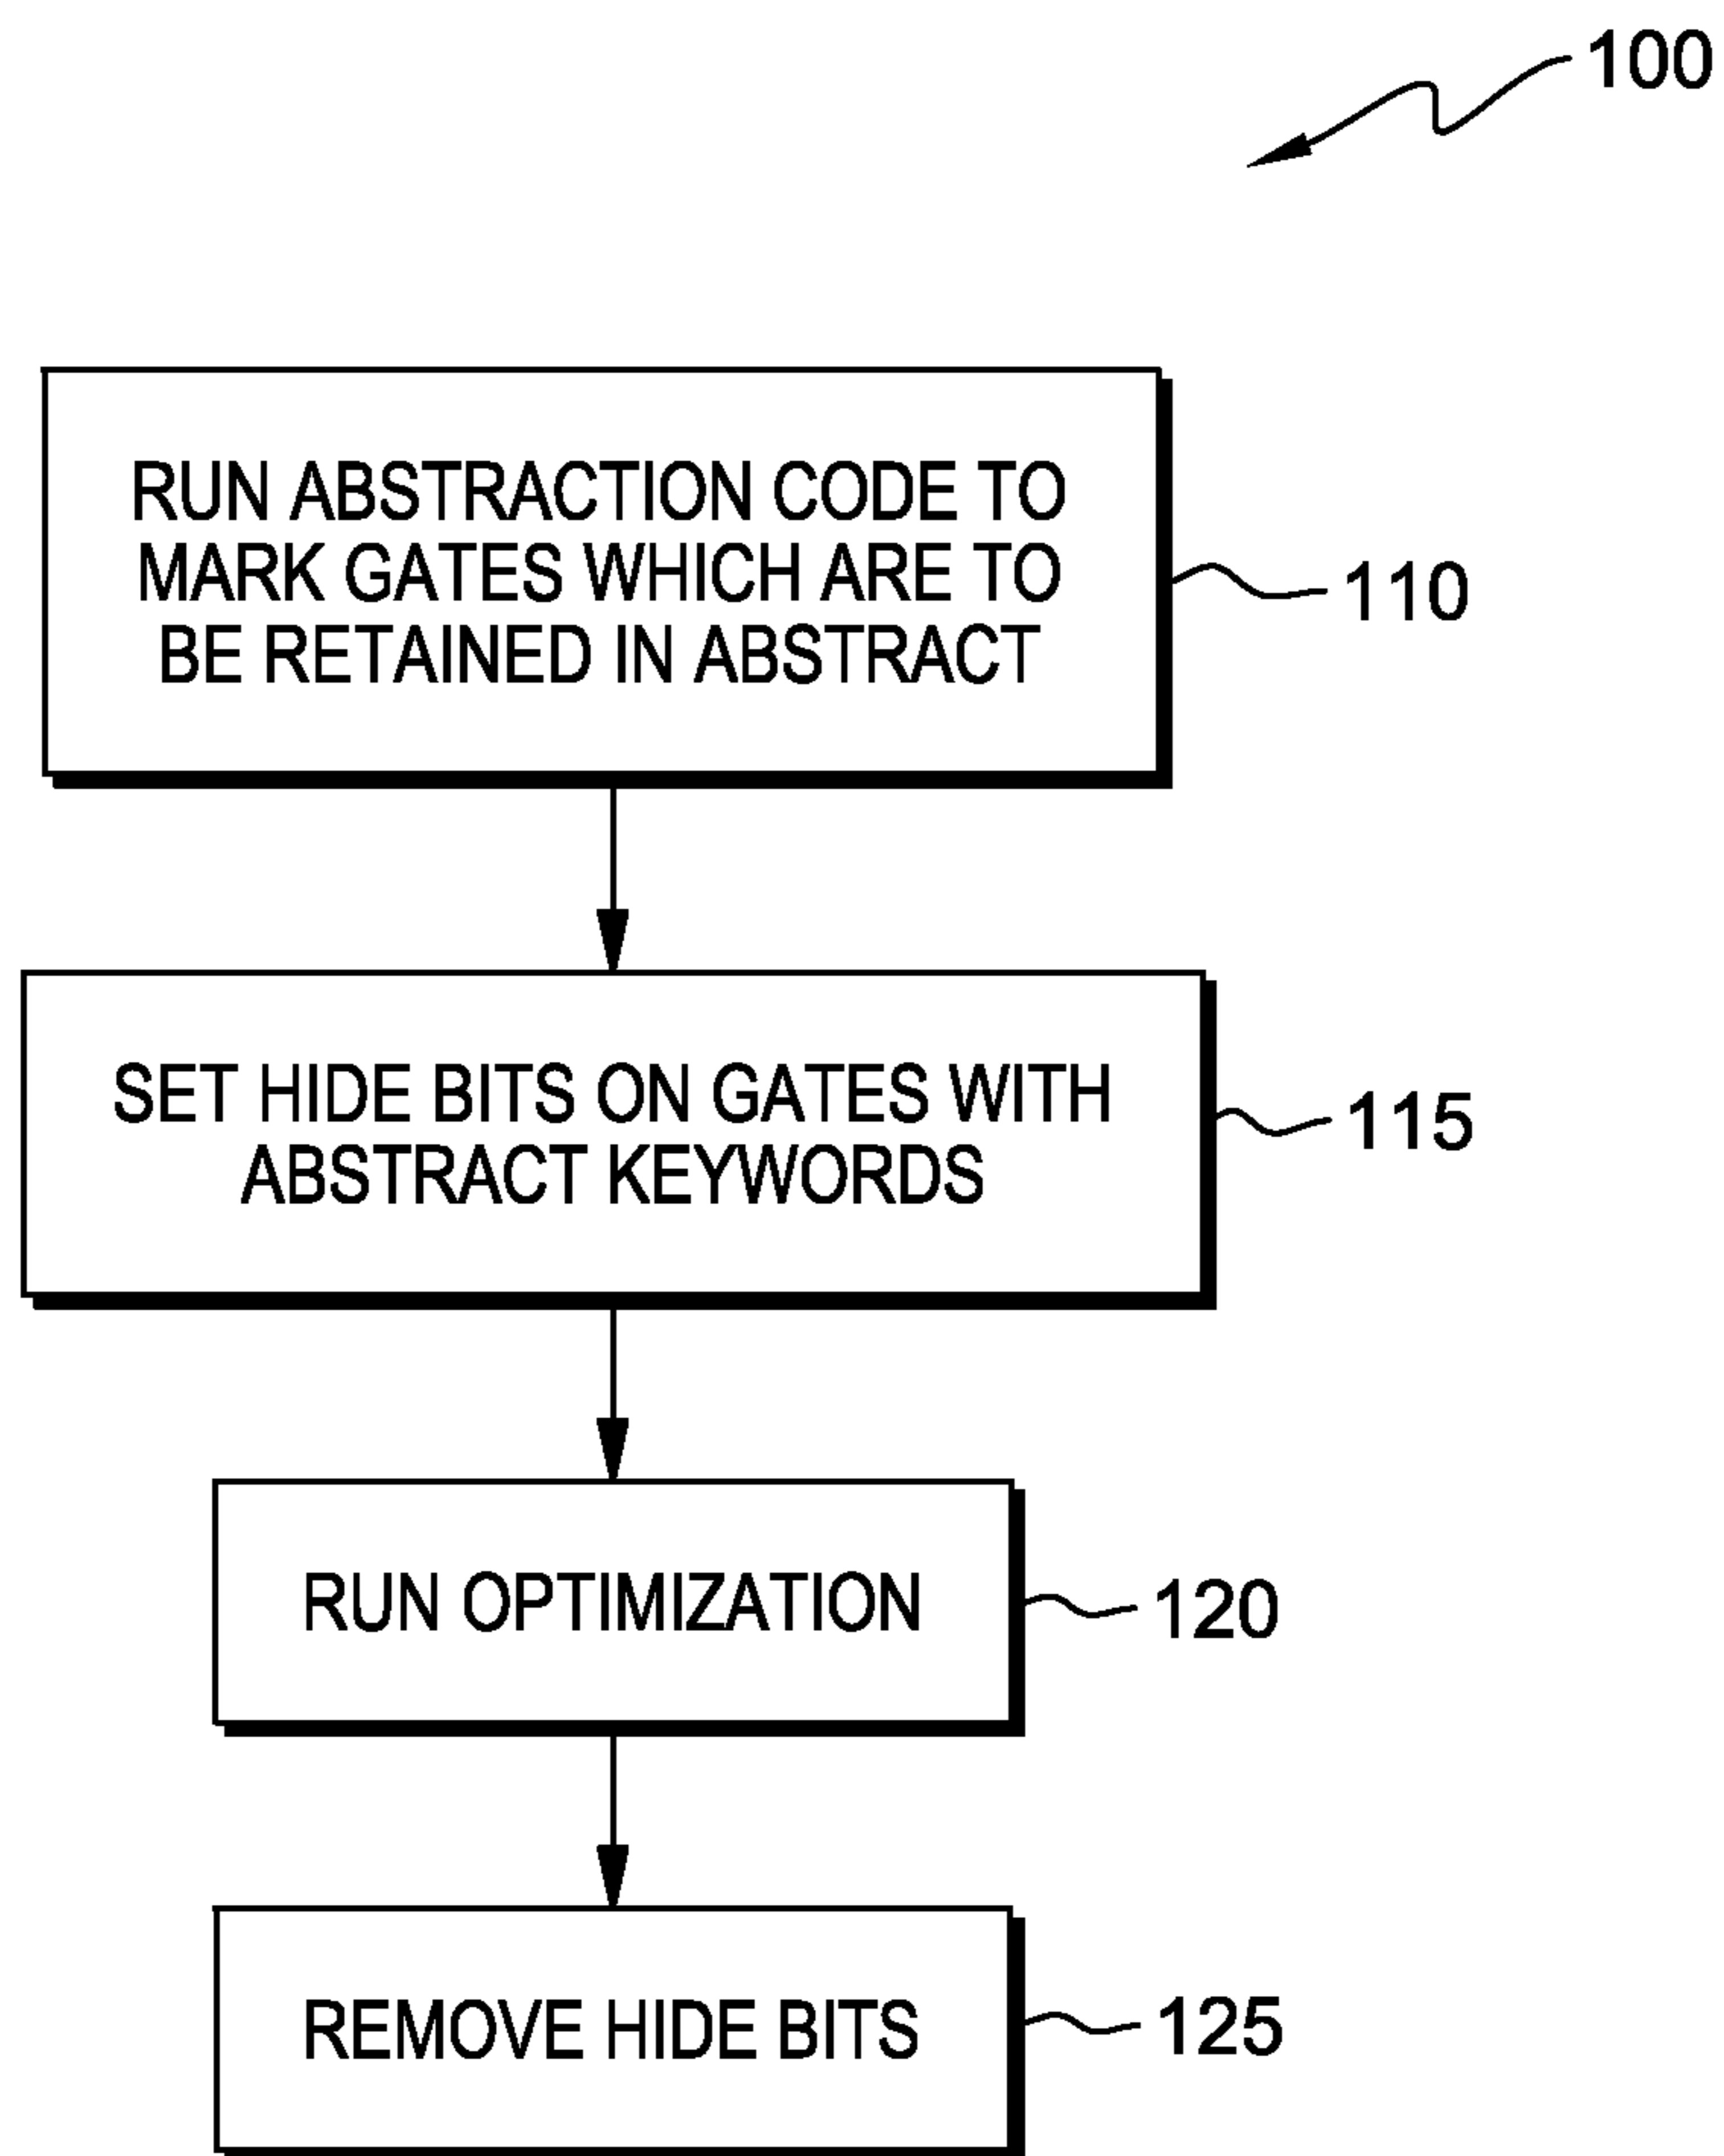 100
RUN ABSTRACTION CODE TO
MARK GATES WHICH ARE TO
BE RETAINED IN ABSTRACT
110
SET HIDE BITS ON GATES WITH
ABSTRACT KEYWORDS
115
RUN OPTIMIZATION
120
REMOVE HIDE BITS
125